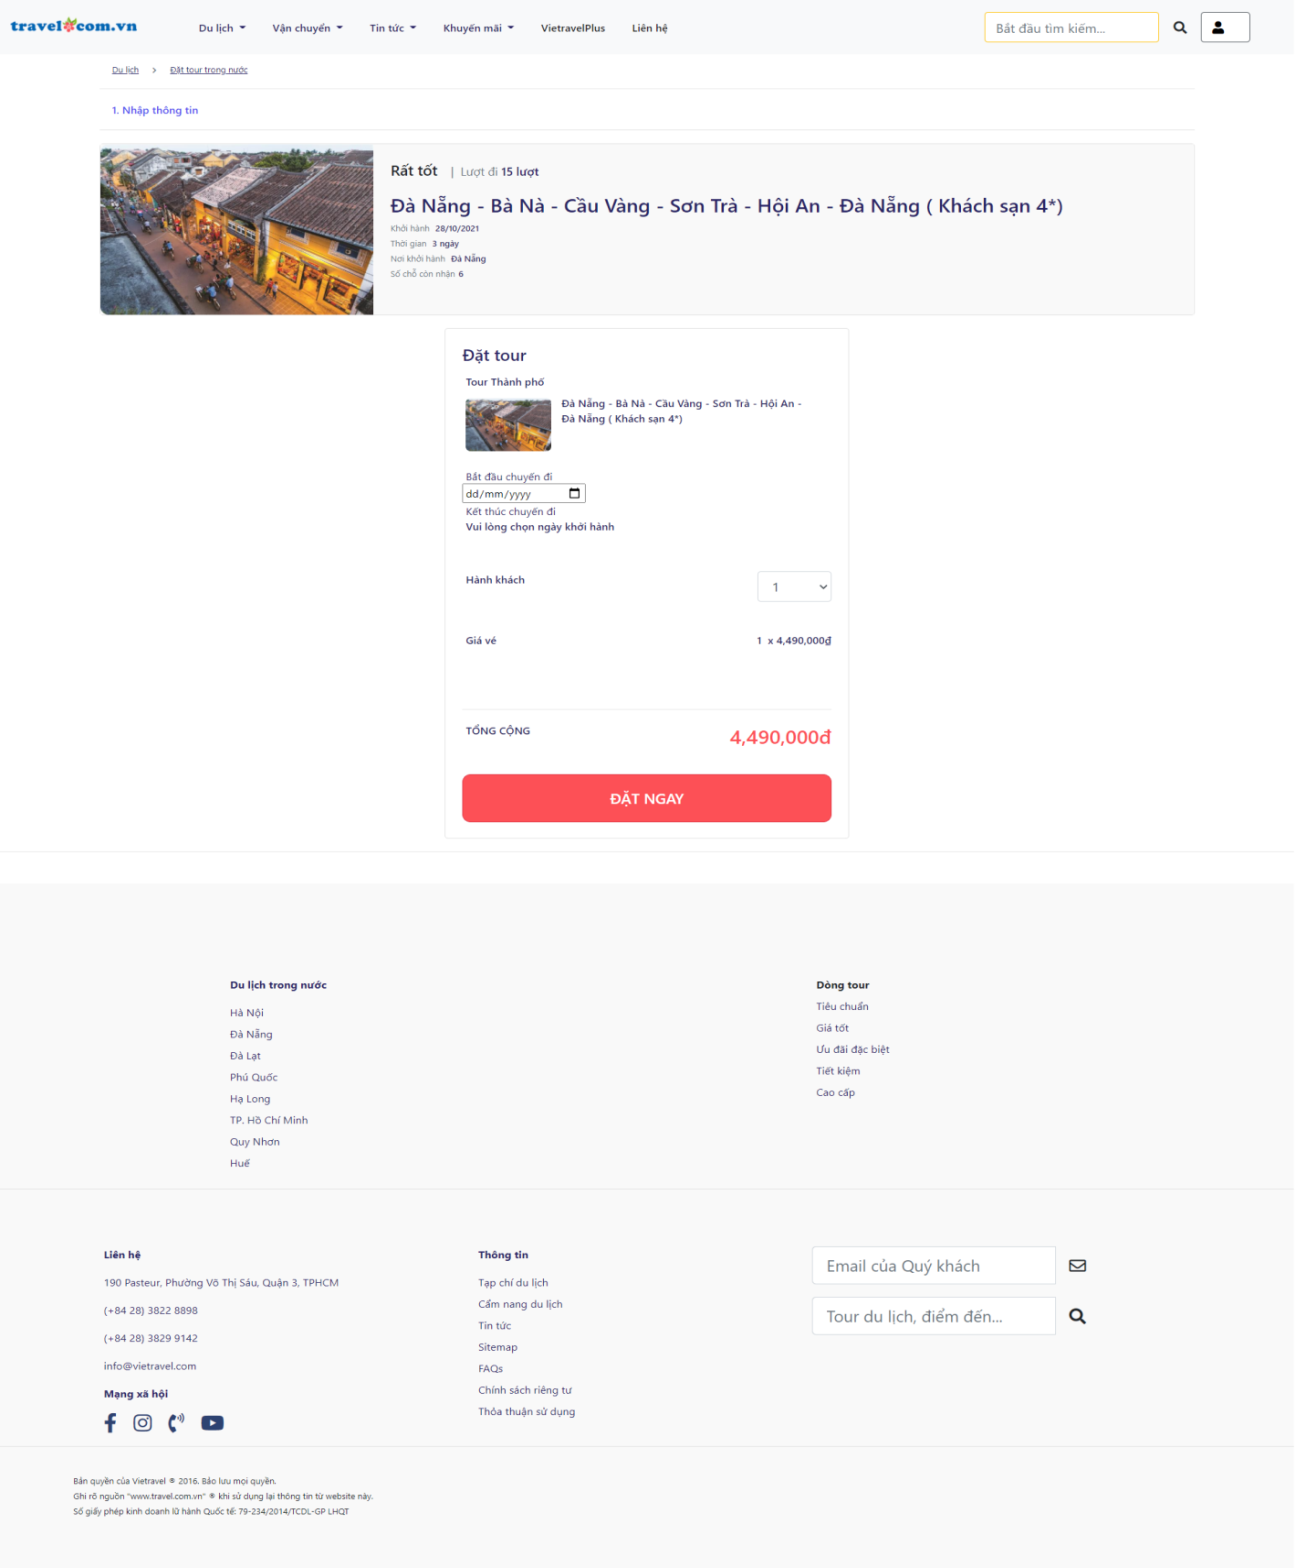 travel com.vn
Du lịch
Vận chuyển
Tin tức
Khuyến mãi
VietravelPlus
Liên hệ
Bắt đầu tìm kiếm...
Du lịch > Đặt tour trong nước
1. Nhập thông tin
Rất tốt | Lượt đi 15 lượt
Đà Nẵng - Bà Nà - Cầu Vàng - Sơn Trà - Hội An - Đà Nẵng ( Khách sạn 4*)
Khởi hành 28/10/2021
Thời gian 3 ngày
Nơi khởi hành Đà Nẵng
Số chỗ còn nhận 6
Đặt tour
Tour Thành phố
Đà Nẵng - Bà Nà - Cầu Vàng - Sơn Trà - Hội An -
Đà Nẵng ( Khách sạn 4*)
Bắt đầu chuyến đi
dd/mm/yyyy
Kết thúc chuyến đi
Vui lòng chọn ngày khởi hành
Hành khách
1
Giá vé
1 x 4,490,000₫
TỔNG CỘNG
4,490,000đ
ĐẶT NGAY
Du lịch trong nước
Hà Nội
Đà Nẵng
Đà Lạt
Phú Quốc
Hạ Long
TP. Hồ Chí Minh
Quy Nhơn
Huế
Dòng tour
Tiêu chuẩn
Giá tốt
Ưu đãi đặc biệt
Tiết kiệm
Cao cấp
Liên hệ
190 Pasteur, Phường Võ Thị Sáu, Quận 3, TPHCM
(+84 28) 3822 8898
(+84 28) 3829 9142
info@vietravel.com
Mạng xã hội
Thông tin
Tạp chí du lịch
Cẩm nang du lịch
Tin tức
Sitemap
FAQs
Chính sách riêng tư
Thỏa thuận sử dụng
Email của Quý khách
Tour du lịch, điểm đến...
Bản quyền của Vietravel ® 2016. Bảo lưu mọi quyền.
Ghi rõ nguồn "www.travel.com.vn" ® khi sử dụng lại thông tin từ website này.
Số giấy phép kinh doanh lữ hành Quốc tế: 79-234/2014/TCDL-GP LHQT